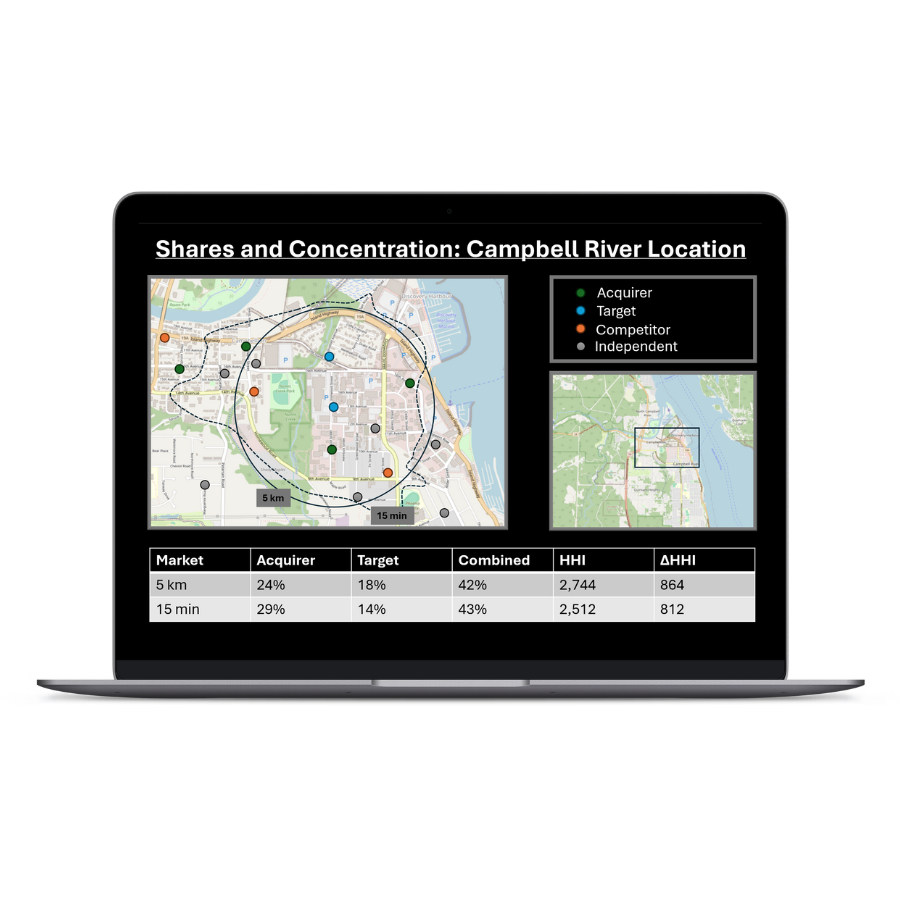 Shares and Concentration: Campbell River Location
Acquirer
Target
Competitor
Independent
5 km
15 min
Market Acquirer Target Combined HHI ΔHHI
5 km 24% 18% 42% 2,744 864
15 min 29% 14% 43% 2,512 812